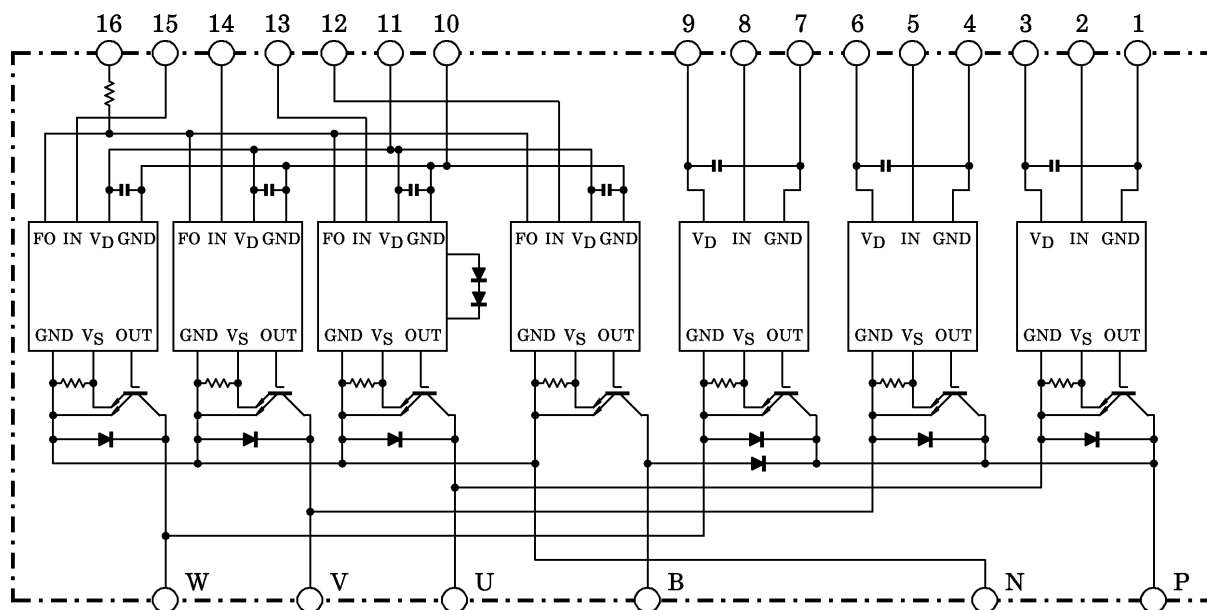 16 15 14 13 12 11 10 9 8 7 6 5 4 3 2 1
FO IN VD GND FO IN VD GND FO IN VD GND FO IN VD GND VD IN GND VD IN GND VD IN GND
GND VS OUT GND VS OUT GND VS OUT GND VS OUT GND VS OUT GND VS OUT GND VS OUT
W V U B N P